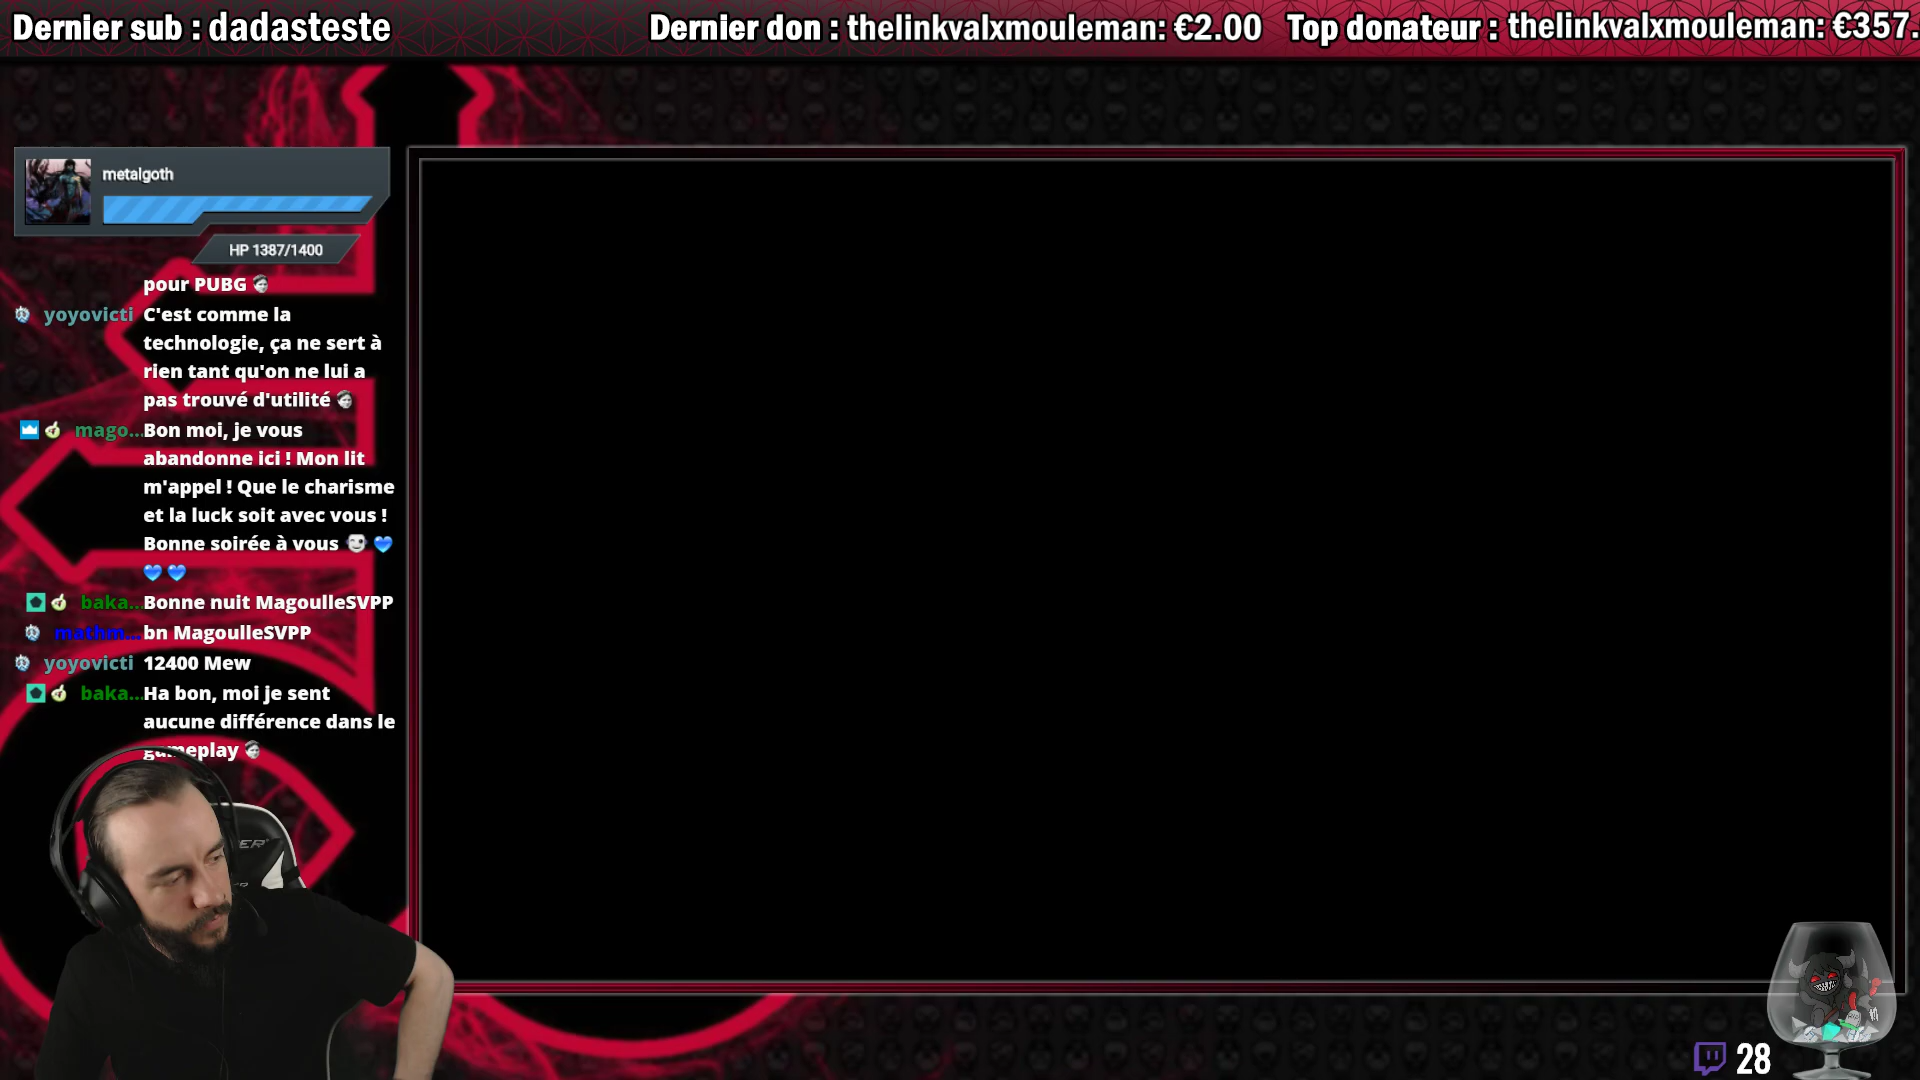 Dernier sub : dadasteste
Dernier don : thelinkvalxmouleman: €2.00
Top donateur : thelinkvalxmouleman: €357.
metalgoth
HP 1387/1400
pour PUBG
yoyovicti C'est comme la
technologie, ça ne sert à
rien tant qu'on ne lui a
pas trouvé d'utilité
mago... Bon moi, je vous
abandonne ici ! Mon lit
m'appel ! Que le charisme
et la luck soit avec vous !
Bonne soirée à vous
baka... Bonne nuit MagoulleSVPP
mathm... bn MagoulleSVPP
yoyovicti 12400 Mew
baka... Ha bon, moi je sent
aucune différence dans le
gameplay
28